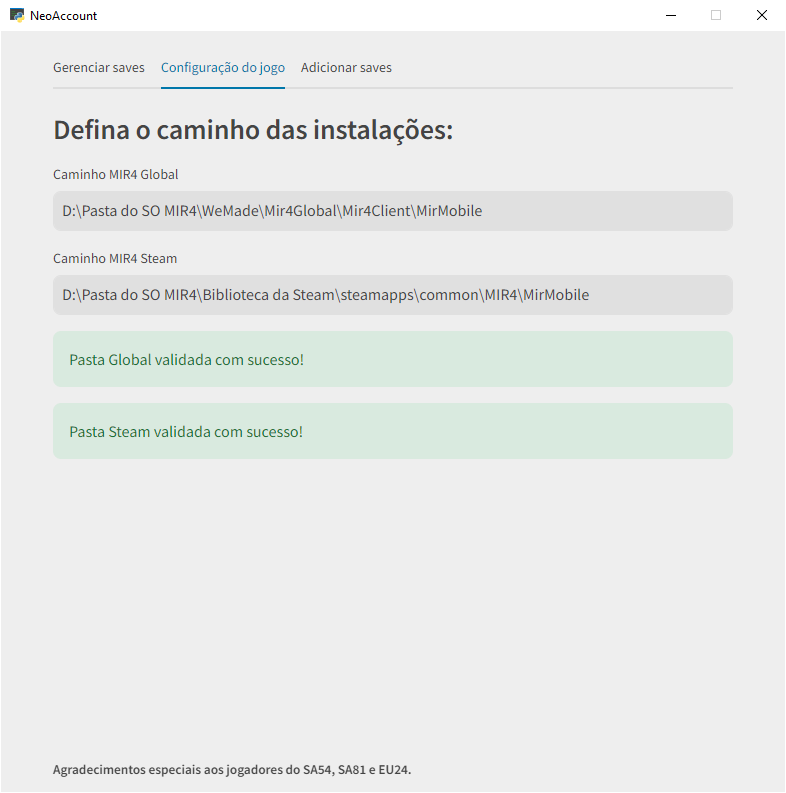 NeoAccount
Gerenciar saves
Configuração do jogo
Adicionar saves
Defina o caminho das instalações:
Caminho MIR4 Global
D:\Pasta do SO MIR4\WeMade\Mir4Global\Mir4Client\MirMobile
Caminho MIR4 Steam
D:\Pasta do SO MIR4\Biblioteca da Steam\steamapps\common\MIR4\MirMobile
Pasta Global validada com sucesso!
Pasta Steam validada com sucesso!
Agradecimentos especiais aos jogadores do SA54, SA81 e EU24.